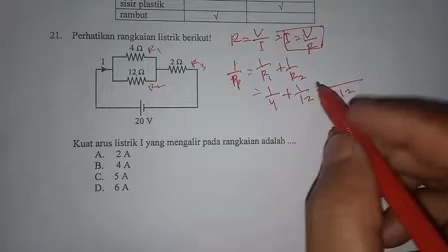 sisir plastik
rambut √
21. Perhatikan rangkaian listrik berikut!
4 Ω R₁
I
12 Ω R₂
2 Ω R₃
20 V
R = V/I = I = V/R
1/Rp = 1/R₁ + 1/R₂
= 1/4 + 1/12 12
Kuat arus listrik I yang mengalir pada rangkaian adalah ....
A. 2 A
B. 4 A
C. 5 A
D. 6 A